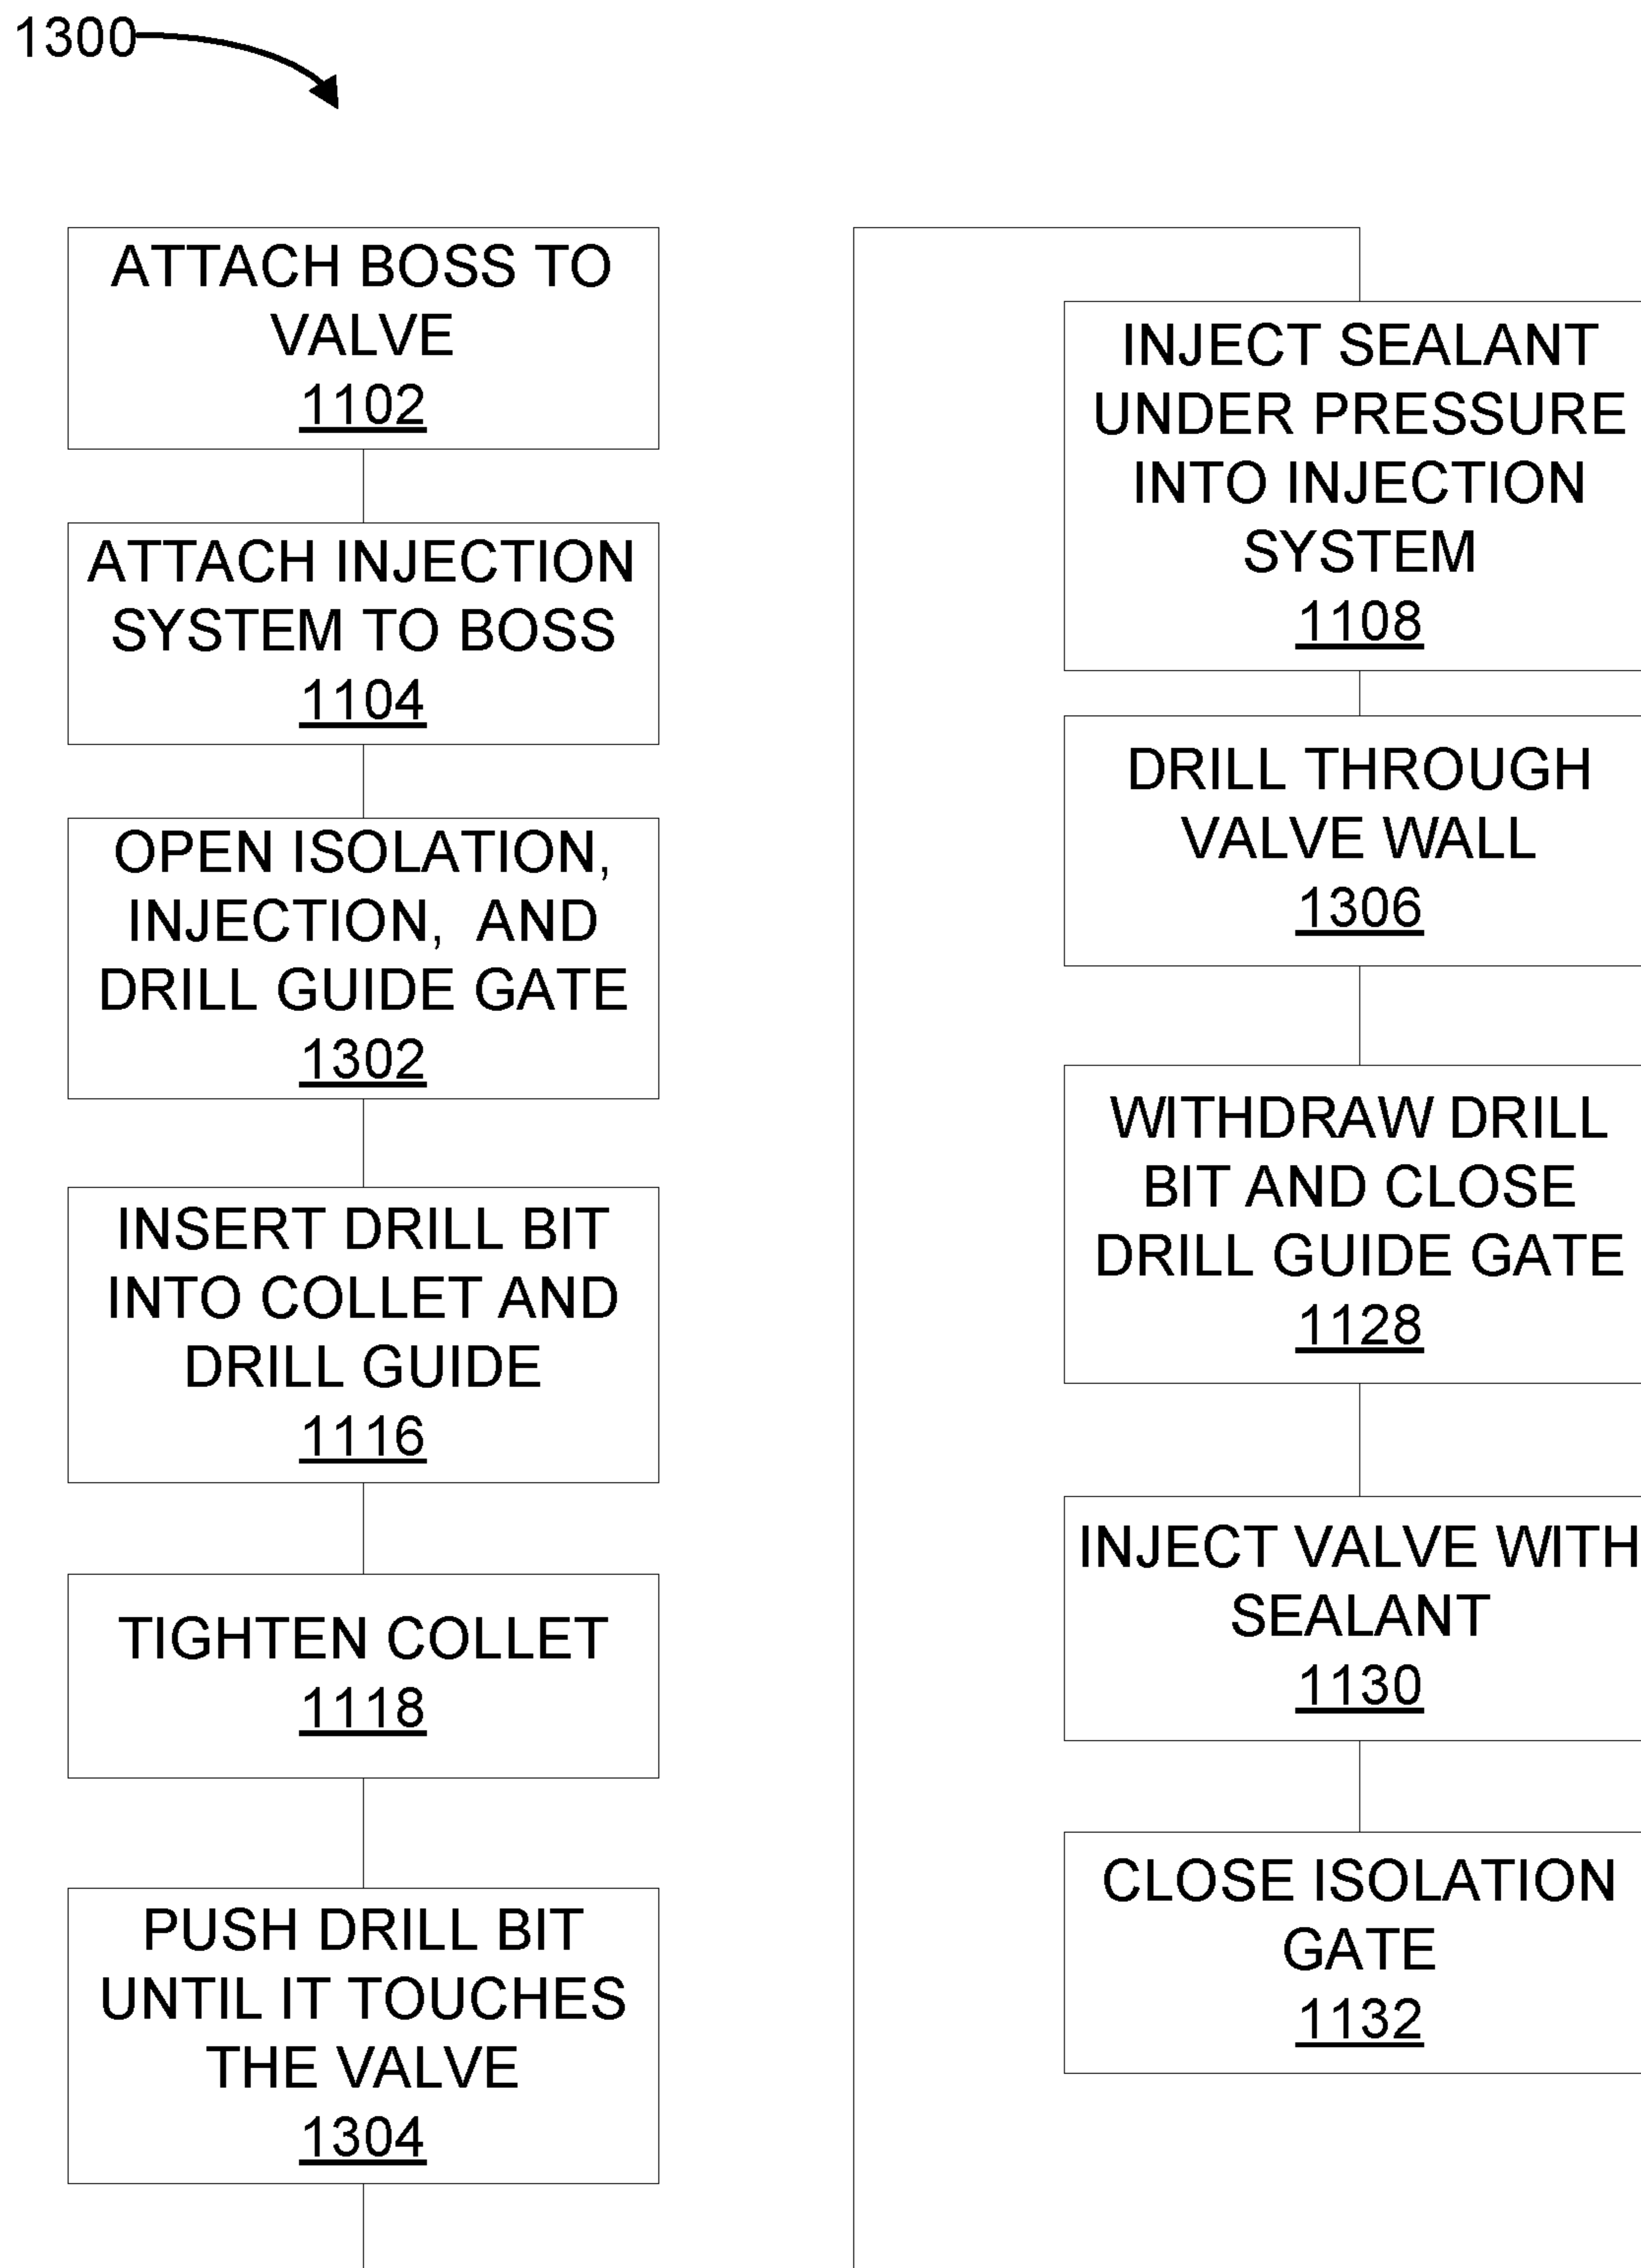 1300
ATTACH BOSS TO
VALVE
1102
ATTACH INJECTION
SYSTEM TO BOSS
1104
OPEN ISOLATION,
INJECTION, AND
DRILL GUIDE GATE
1302
INSERT DRILL BIT
INTO COLLET AND
DRILL GUIDE
1116
TIGHTEN COLLET
1118
PUSH DRILL BIT
UNTIL IT TOUCHES
THE VALVE
1304
INJECT SEALANT
UNDER PRESSURE
INTO INJECTION
SYSTEM
1108
DRILL THROUGH
VALVE WALL
1306
WITHDRAW DRILL
BIT AND CLOSE
DRILL GUIDE GATE
1128
INJECT VALVE WITH
SEALANT
1130
CLOSE ISOLATION
GATE
1132